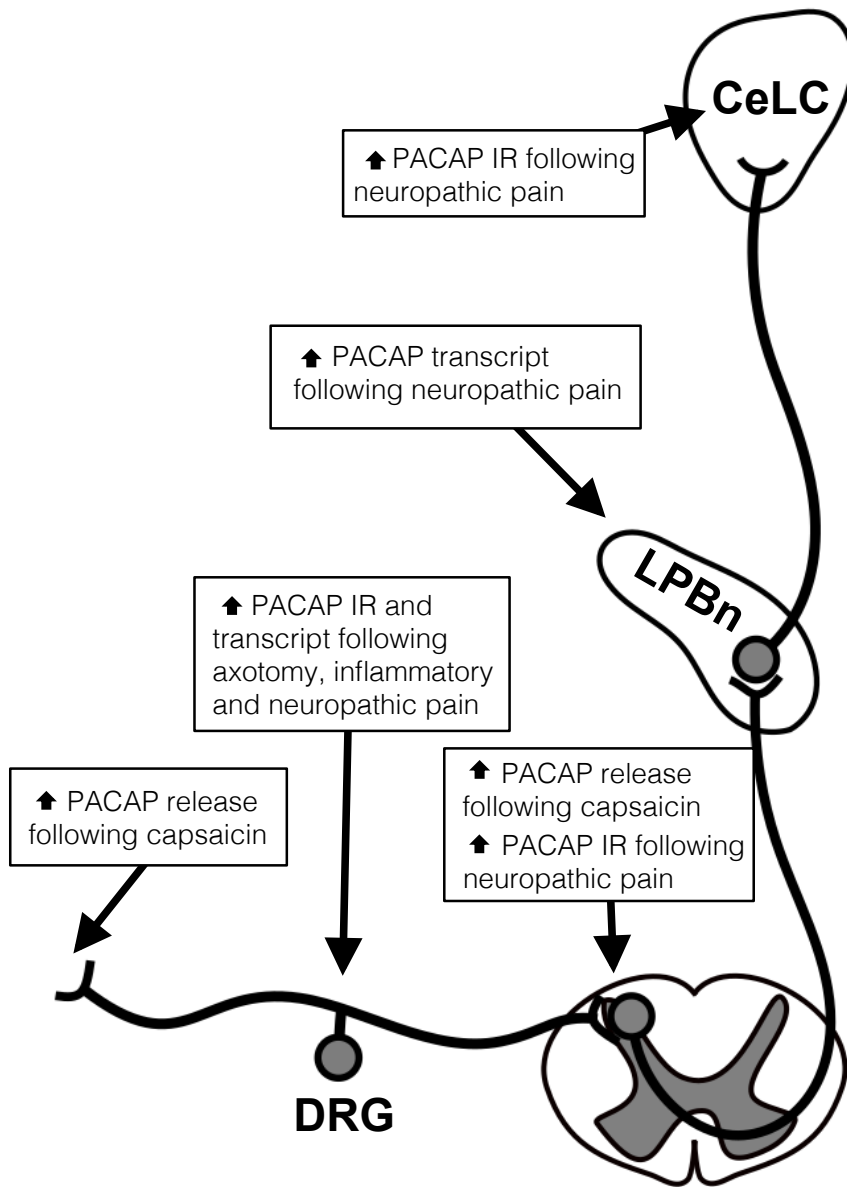 CeLC
🡅 PACAP IR following
neuropathic pain
🡅 PACAP transcript
following neuropathic pain
LPBn
🡅 PACAP IR and
transcript following
axotomy, inflammatory
and neuropathic pain
🡅 PACAP release
following capsaicin
🡅 PACAP IR following
neuropathic pain
🡅 PACAP release
following capsaicin
DRG